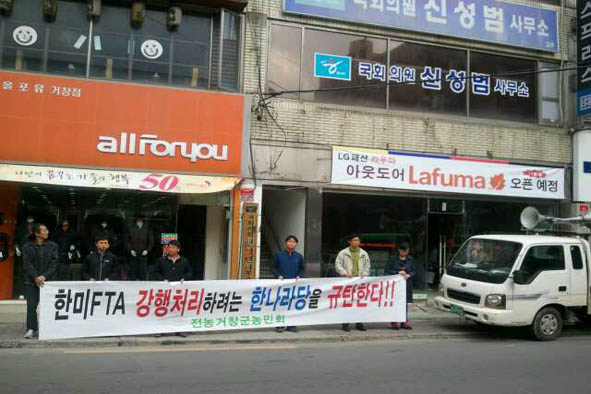 국회의원 신성범 사무소
국회의원 신성범 사무소
올포유 거창점
allforyou
50
LG패션 라푸마
아웃도어 Lafuma 오픈 예정
한미FTA 강행처리하려는 한나라당을 규탄한다!!
전농거창군농민회